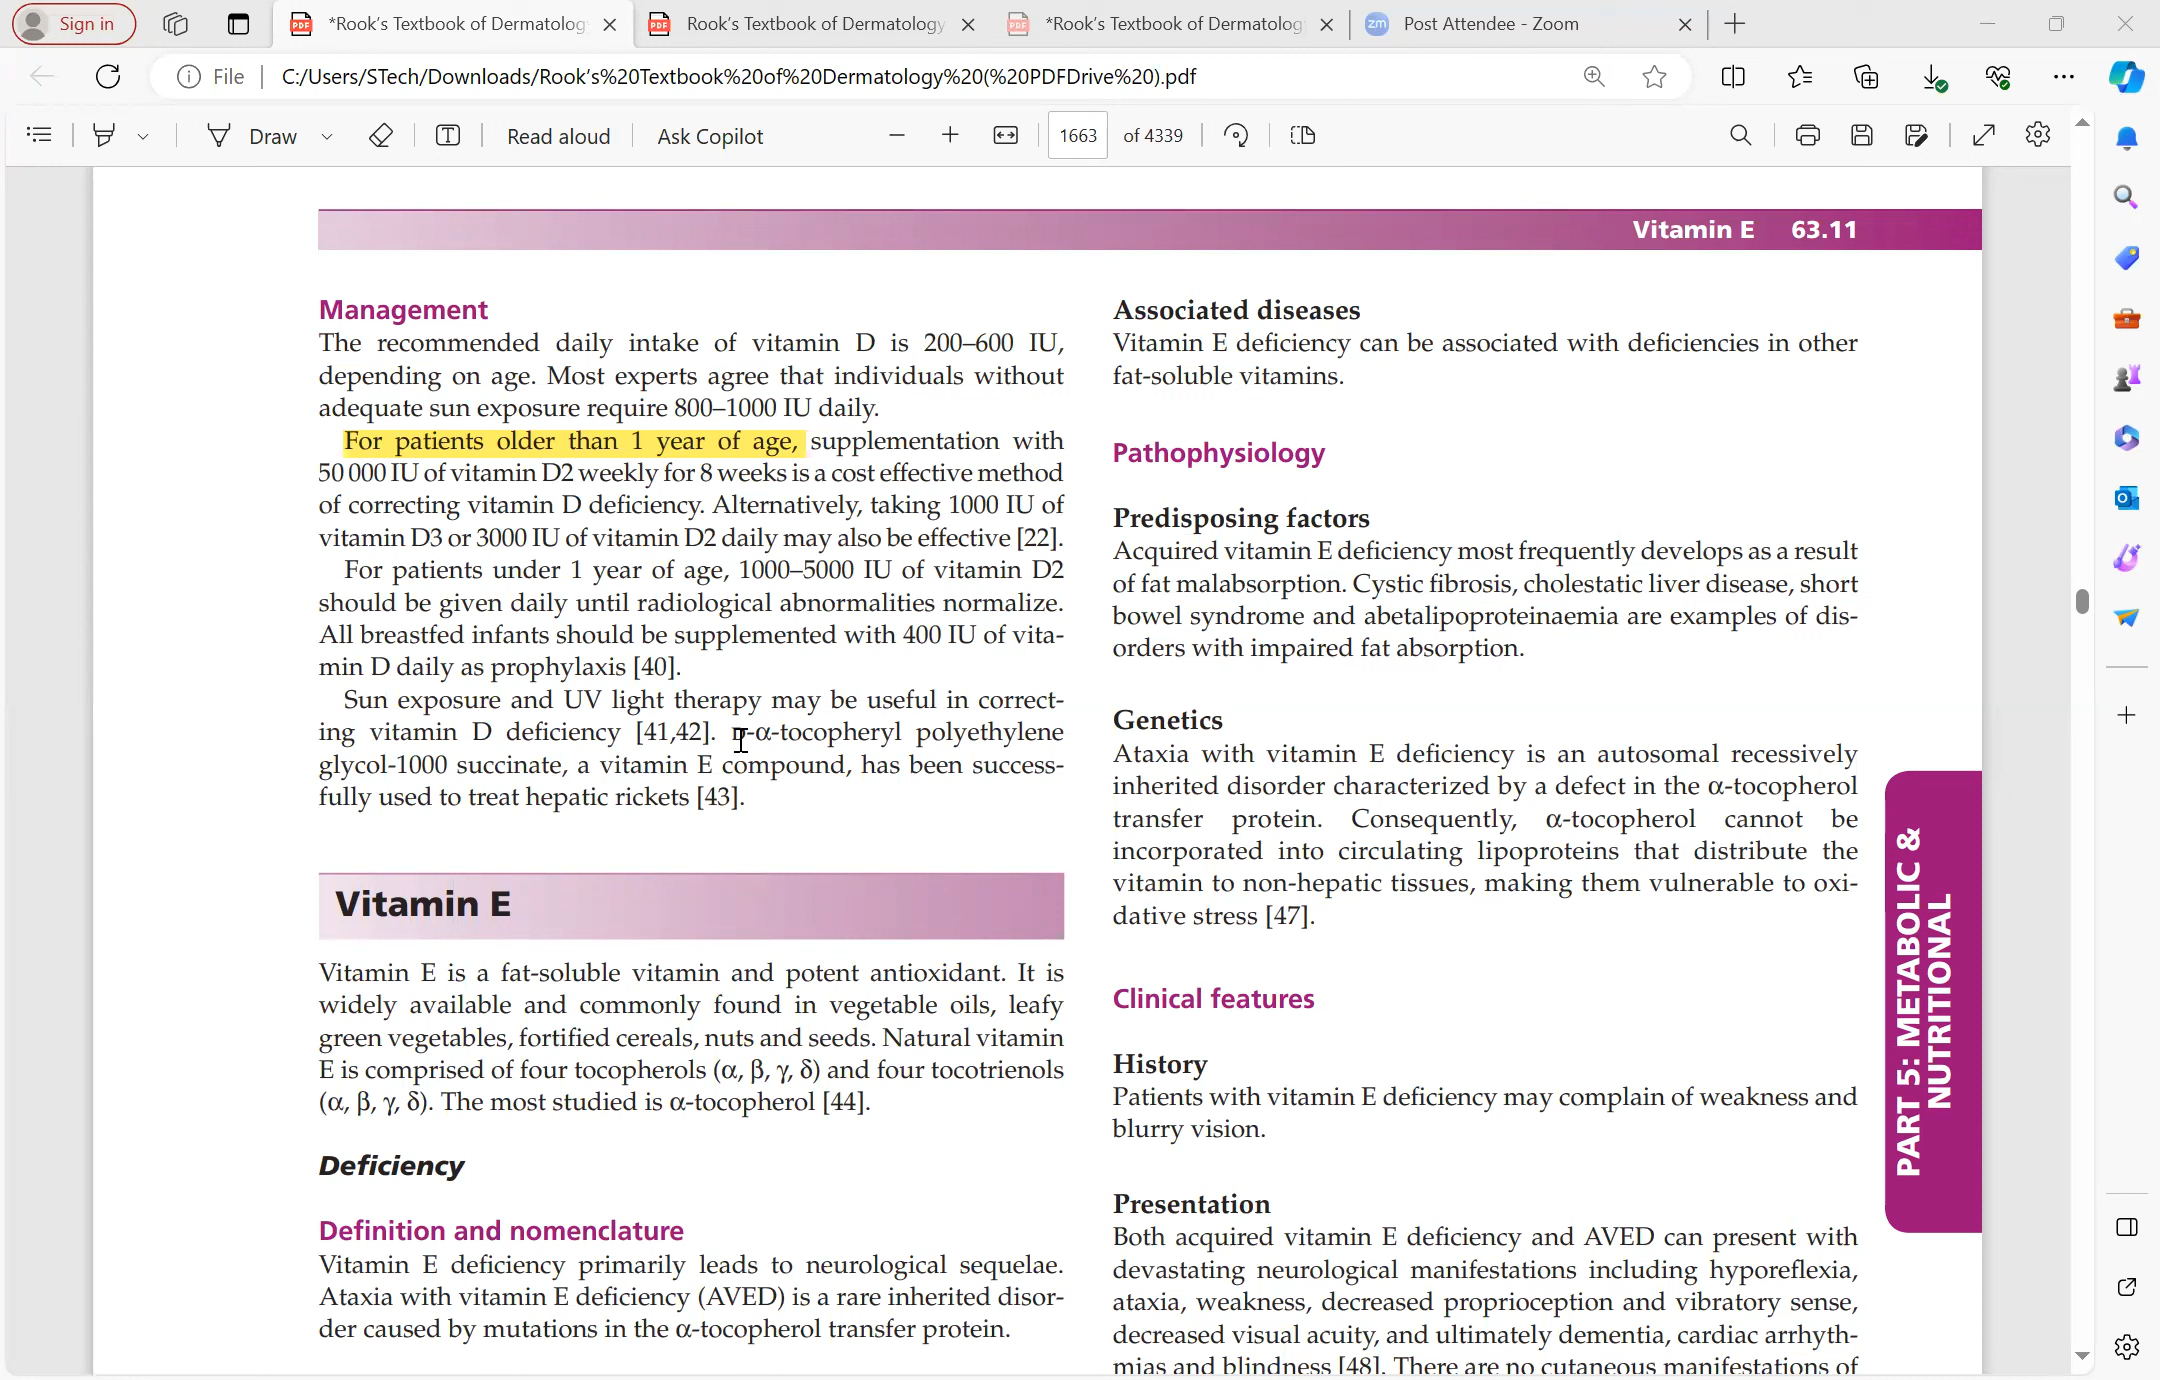 Sign in
*Rook's Textbook of Dermatolog
Rook's Textbook of Dermatology
*Rook's Textbook of Dermatolog
Post Attendee - Zoom
File
C:/Users/STech/Downloads/Rook's%20Textbook%20of%20Dermatology%20(%20PDFDrive%20).pdf
Draw
Read aloud
Ask Copilot
1663 of 4339
Vitamin E 63.11
Management
The recommended daily intake of vitamin D is 200–600 IU,
depending on age. Most experts agree that individuals without
adequate sun exposure require 800–1000 IU daily.
For patients older than 1 year of age, supplementation with
50 000 IU of vitamin D2 weekly for 8 weeks is a cost effective method
of correcting vitamin D deficiency. Alternatively, taking 1000 IU of
vitamin D3 or 3000 IU of vitamin D2 daily may also be effective [22].
For patients under 1 year of age, 1000–5000 IU of vitamin D2
should be given daily until radiological abnormalities normalize.
All breastfed infants should be supplemented with 400 IU of vita-
min D daily as prophylaxis [40].
Sun exposure and UV light therapy may be useful in correct-
ing vitamin D deficiency [41,42]. D-α-tocopheryl polyethylene
glycol-1000 succinate, a vitamin E compound, has been success-
fully used to treat hepatic rickets [43].
Vitamin E
Vitamin E is a fat-soluble vitamin and potent antioxidant. It is
widely available and commonly found in vegetable oils, leafy
green vegetables, fortified cereals, nuts and seeds. Natural vitamin
E is comprised of four tocopherols (α, β, γ, δ) and four tocotrienols
(α, β, γ, δ). The most studied is α-tocopherol [44].
Deficiency
Definition and nomenclature
Vitamin E deficiency primarily leads to neurological sequelae.
Ataxia with vitamin E deficiency (AVED) is a rare inherited disor-
der caused by mutations in the α-tocopherol transfer protein.
Associated diseases
Vitamin E deficiency can be associated with deficiencies in other
fat-soluble vitamins.
Pathophysiology
Predisposing factors
Acquired vitamin E deficiency most frequently develops as a result
of fat malabsorption. Cystic fibrosis, cholestatic liver disease, short
bowel syndrome and abetalipoproteinaemia are examples of dis-
orders with impaired fat absorption.
Genetics
Ataxia with vitamin E deficiency is an autosomal recessively
inherited disorder characterized by a defect in the α-tocopherol
transfer protein. Consequently, α-tocopherol cannot be
incorporated into circulating lipoproteins that distribute the
vitamin to non-hepatic tissues, making them vulnerable to oxi-
dative stress [47].
Clinical features
History
Patients with vitamin E deficiency may complain of weakness and
blurry vision.
Presentation
Both acquired vitamin E deficiency and AVED can present with
devastating neurological manifestations including hyporeflexia,
ataxia, weakness, decreased proprioception and vibratory sense,
decreased visual acuity, and ultimately dementia, cardiac arrhyth-
mias and blindness [48]. There are no cutaneous manifestations of
PART 5: METABOLIC &
NUTRITIONAL